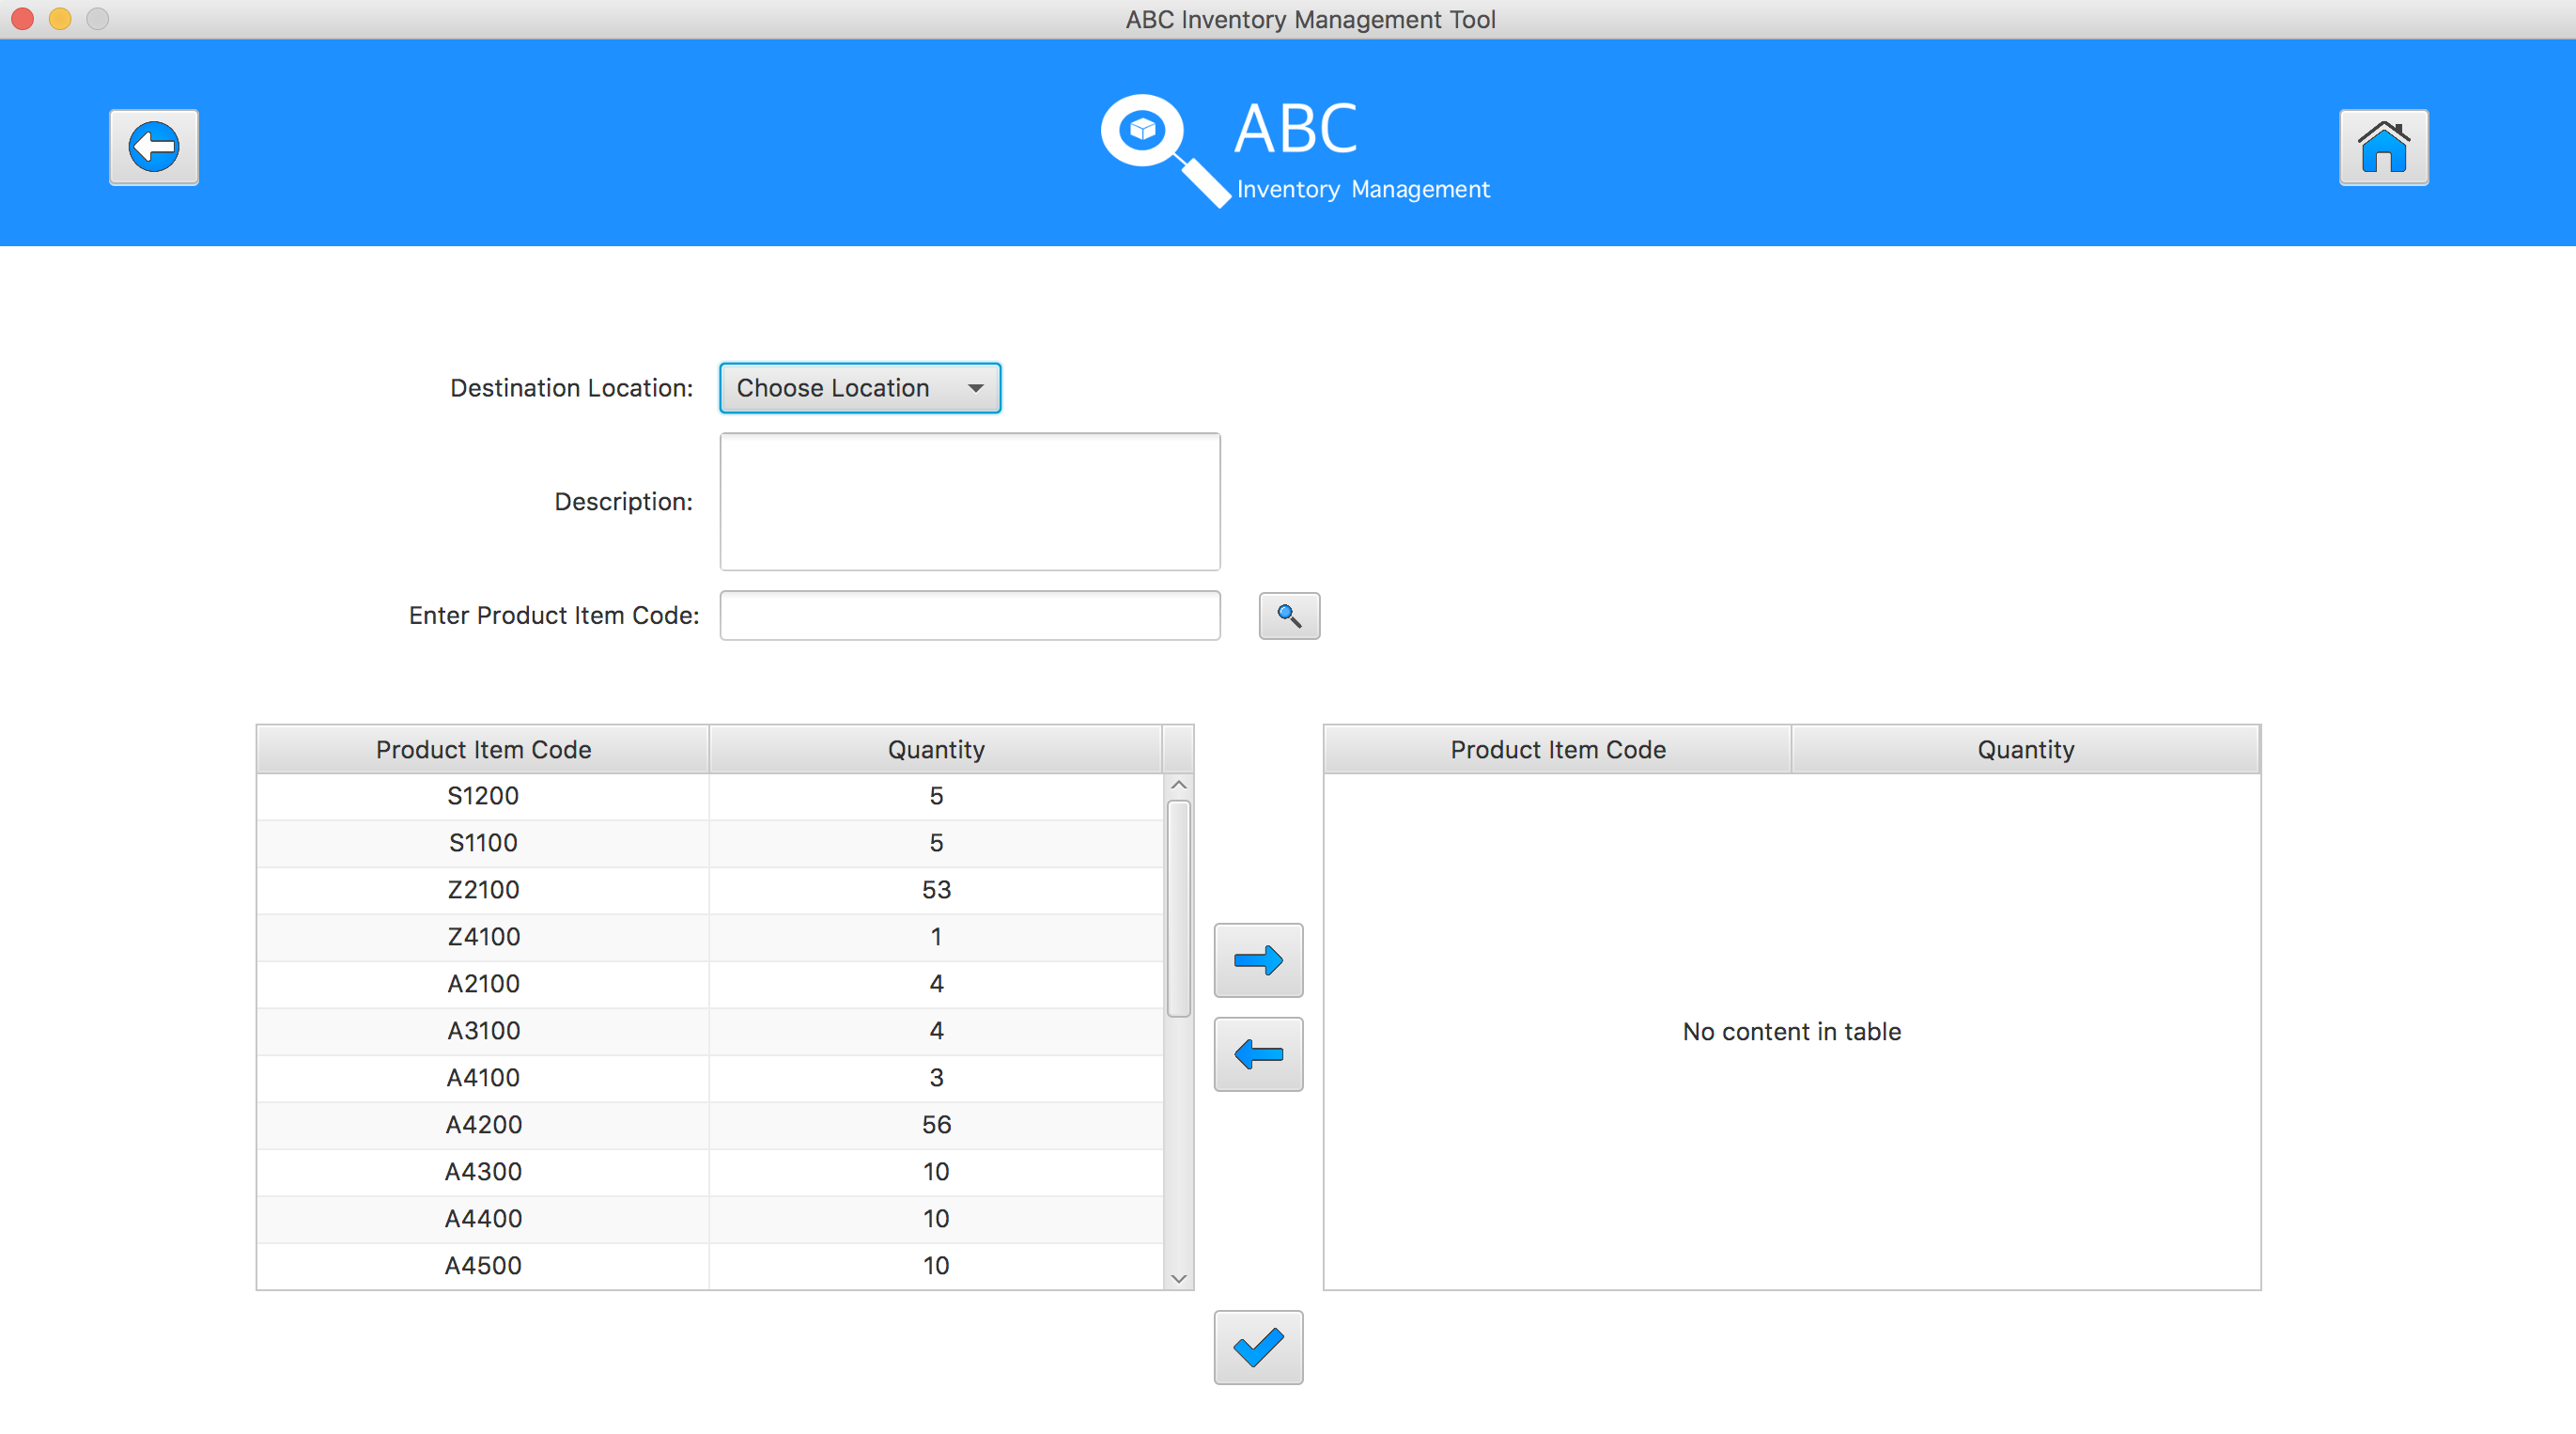 ABC Inventory Management Tool
ABC
Inventory Management
Destination Location: Choose Location
Description:
Enter Product Item Code:
Product Item Code Quantity
S1200 5
S1100 5
Z2100 53
Z4100 1
A2100 4
A3100 4
A4100 3
A4200 56
A4300 10
A4400 10
A4500 10
Product Item Code Quantity
No content in table